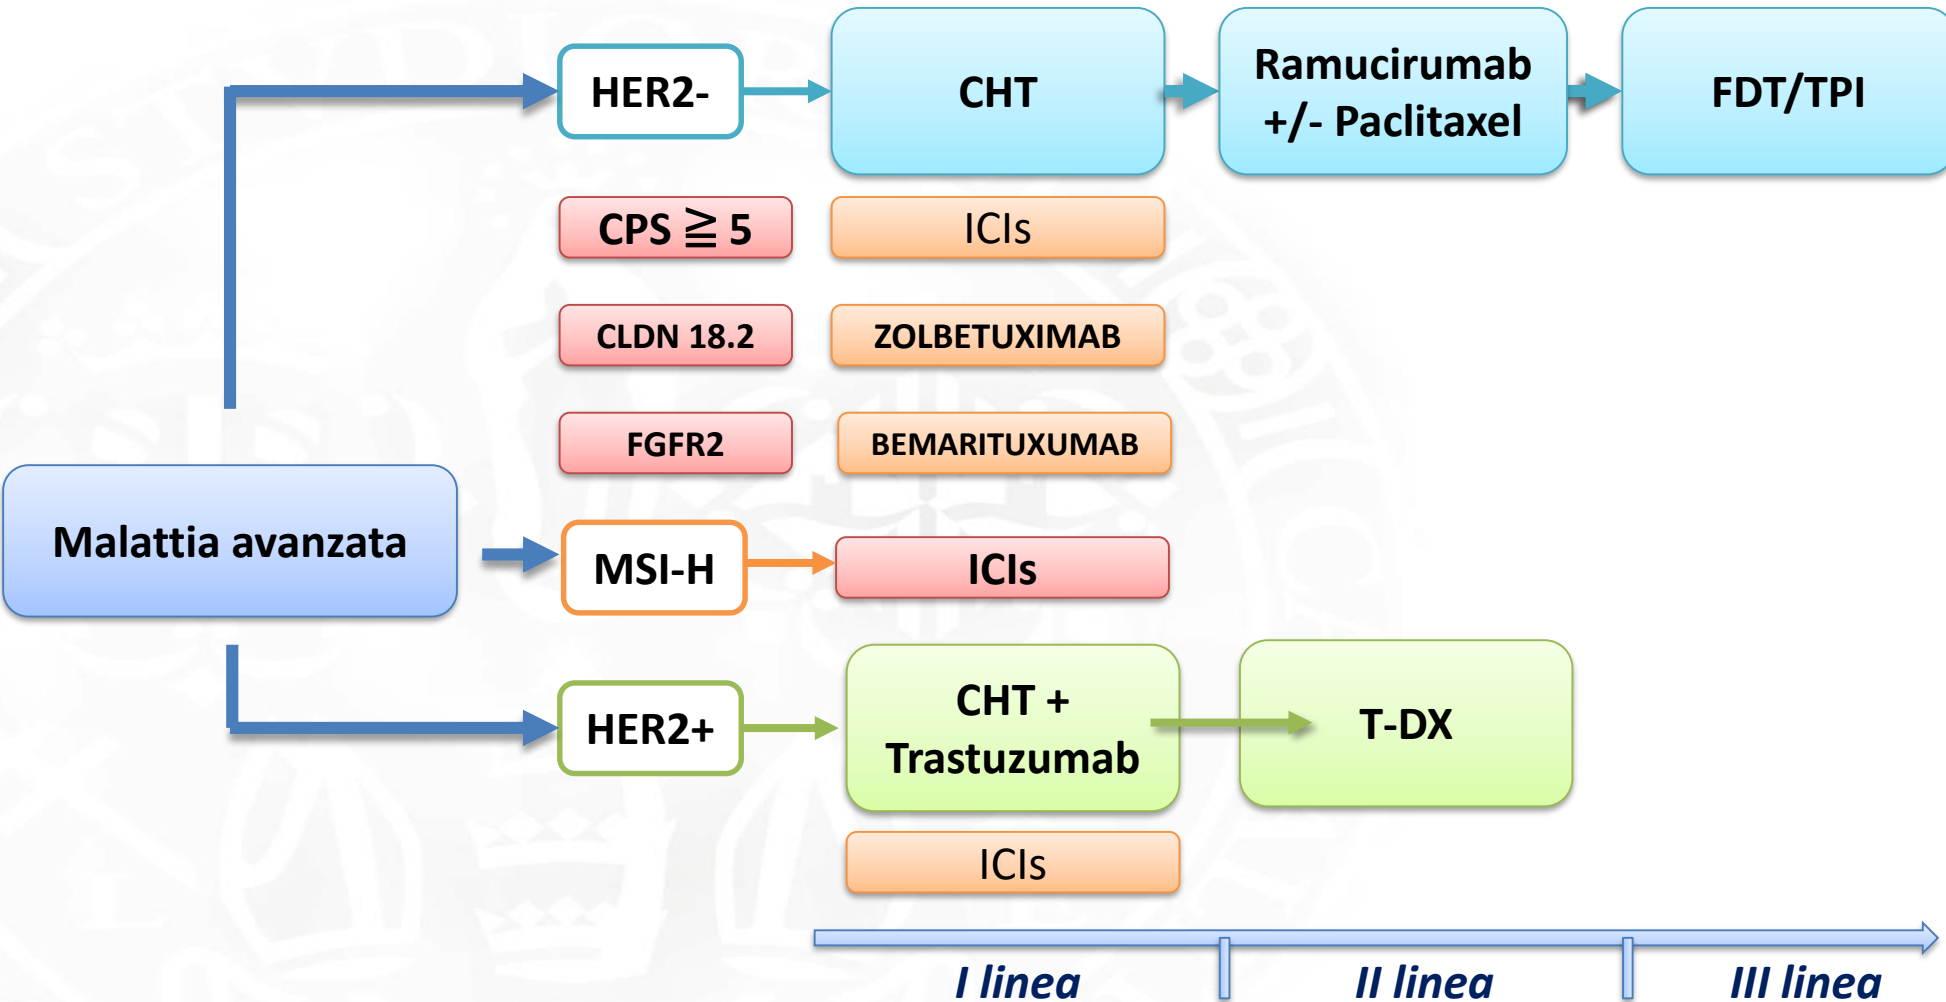 HER2-
CHT
Ramucirumab
+/- Paclitaxel
FDT/TPI
CPS ≧ 5
ICIs
CLDN 18.2
ZOLBETUXIMAB
FGFR2
BEMARITUXUMAB
Malattia avanzata
MSI-H
ICIs
HER2+
CHT +
Trastuzumab
T-DX
ICIs
I linea
II linea
III linea